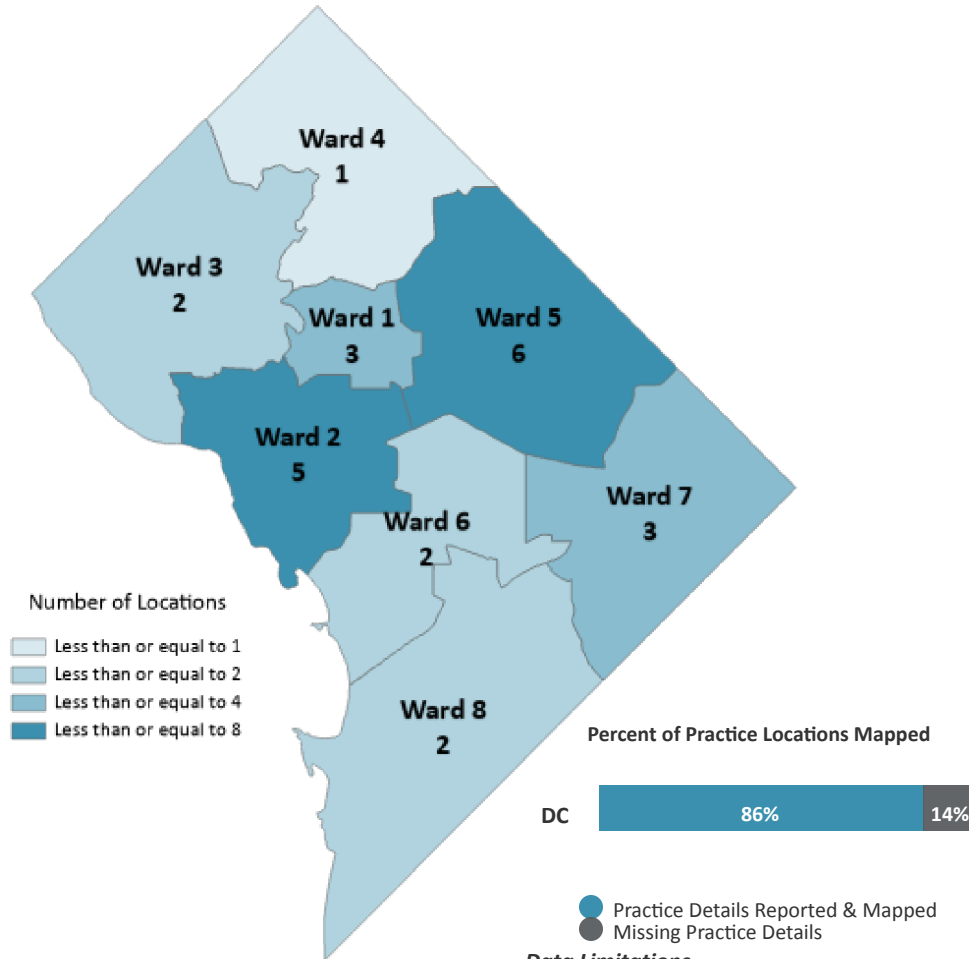 Ward 4
1
Ward 3
2
Ward 1
3
Ward 5
6
Ward 2
5
Ward 7
3
Ward 6
2
Number of Locations
Less than or equal to 1
Less than or equal to 2
Less than or equal to 4
Less than or equal to 8
Ward 8
2
Percent of Practice Locations Mapped
DC 86% 14%
Practice Details Reported & Mapped
Missing Practice Details
Data Limitations